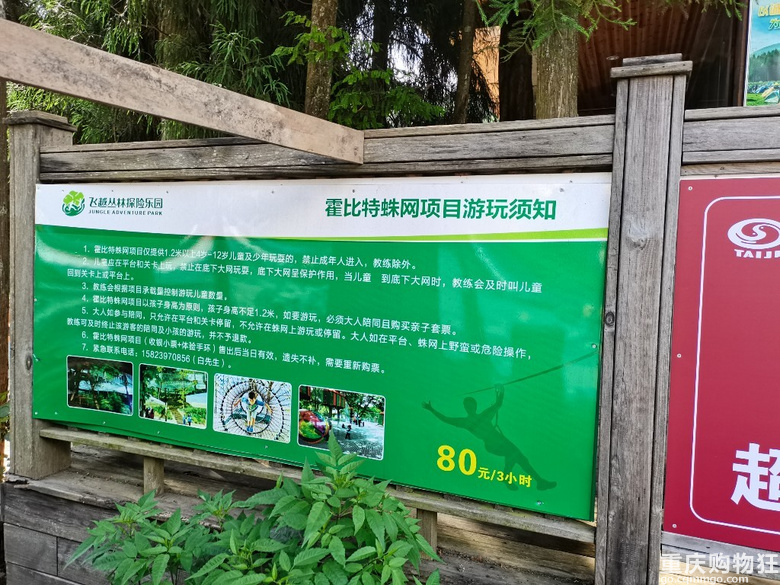 飞越丛林探险乐园
JUNGLE ADVENTURE PARK
霍比特蛛网项目游玩须知
1、霍比特蛛网项目仅提供1.2米以上4岁-12岁儿童及少年玩耍的,禁止成年人进入,教练除外。
2、儿童应在平台和关卡上玩,禁止在底下大网玩耍,底下大网呈保护作用,当儿童 到底下大网时,教练会及时叫儿童
回到关卡上或平台上。
3、教练会根据项目承载量控制游玩儿童数量。
4、霍比特蛛网项目以孩子身高为原则,孩子身高不足1.2米,如要游玩,必须大人陪同且购买亲子套票。
5、大人如参与陪同,只允许在平台和关卡停留,不允许在蛛网上游玩或停留。大人如在平台、蛛网上野蛮或危险操作,
教练可及时终止该游客的陪同及小孩的游玩,并不予退款。
6、霍比特蛛网项目(收银小票+体验手环)售出后当日有效,遗失不补,需要重新购票。
7、紧急联系电话:15823970856(白先生)。
80元/3小时
TAIJI
超
重庆购物狂
go.cqmmgo.com